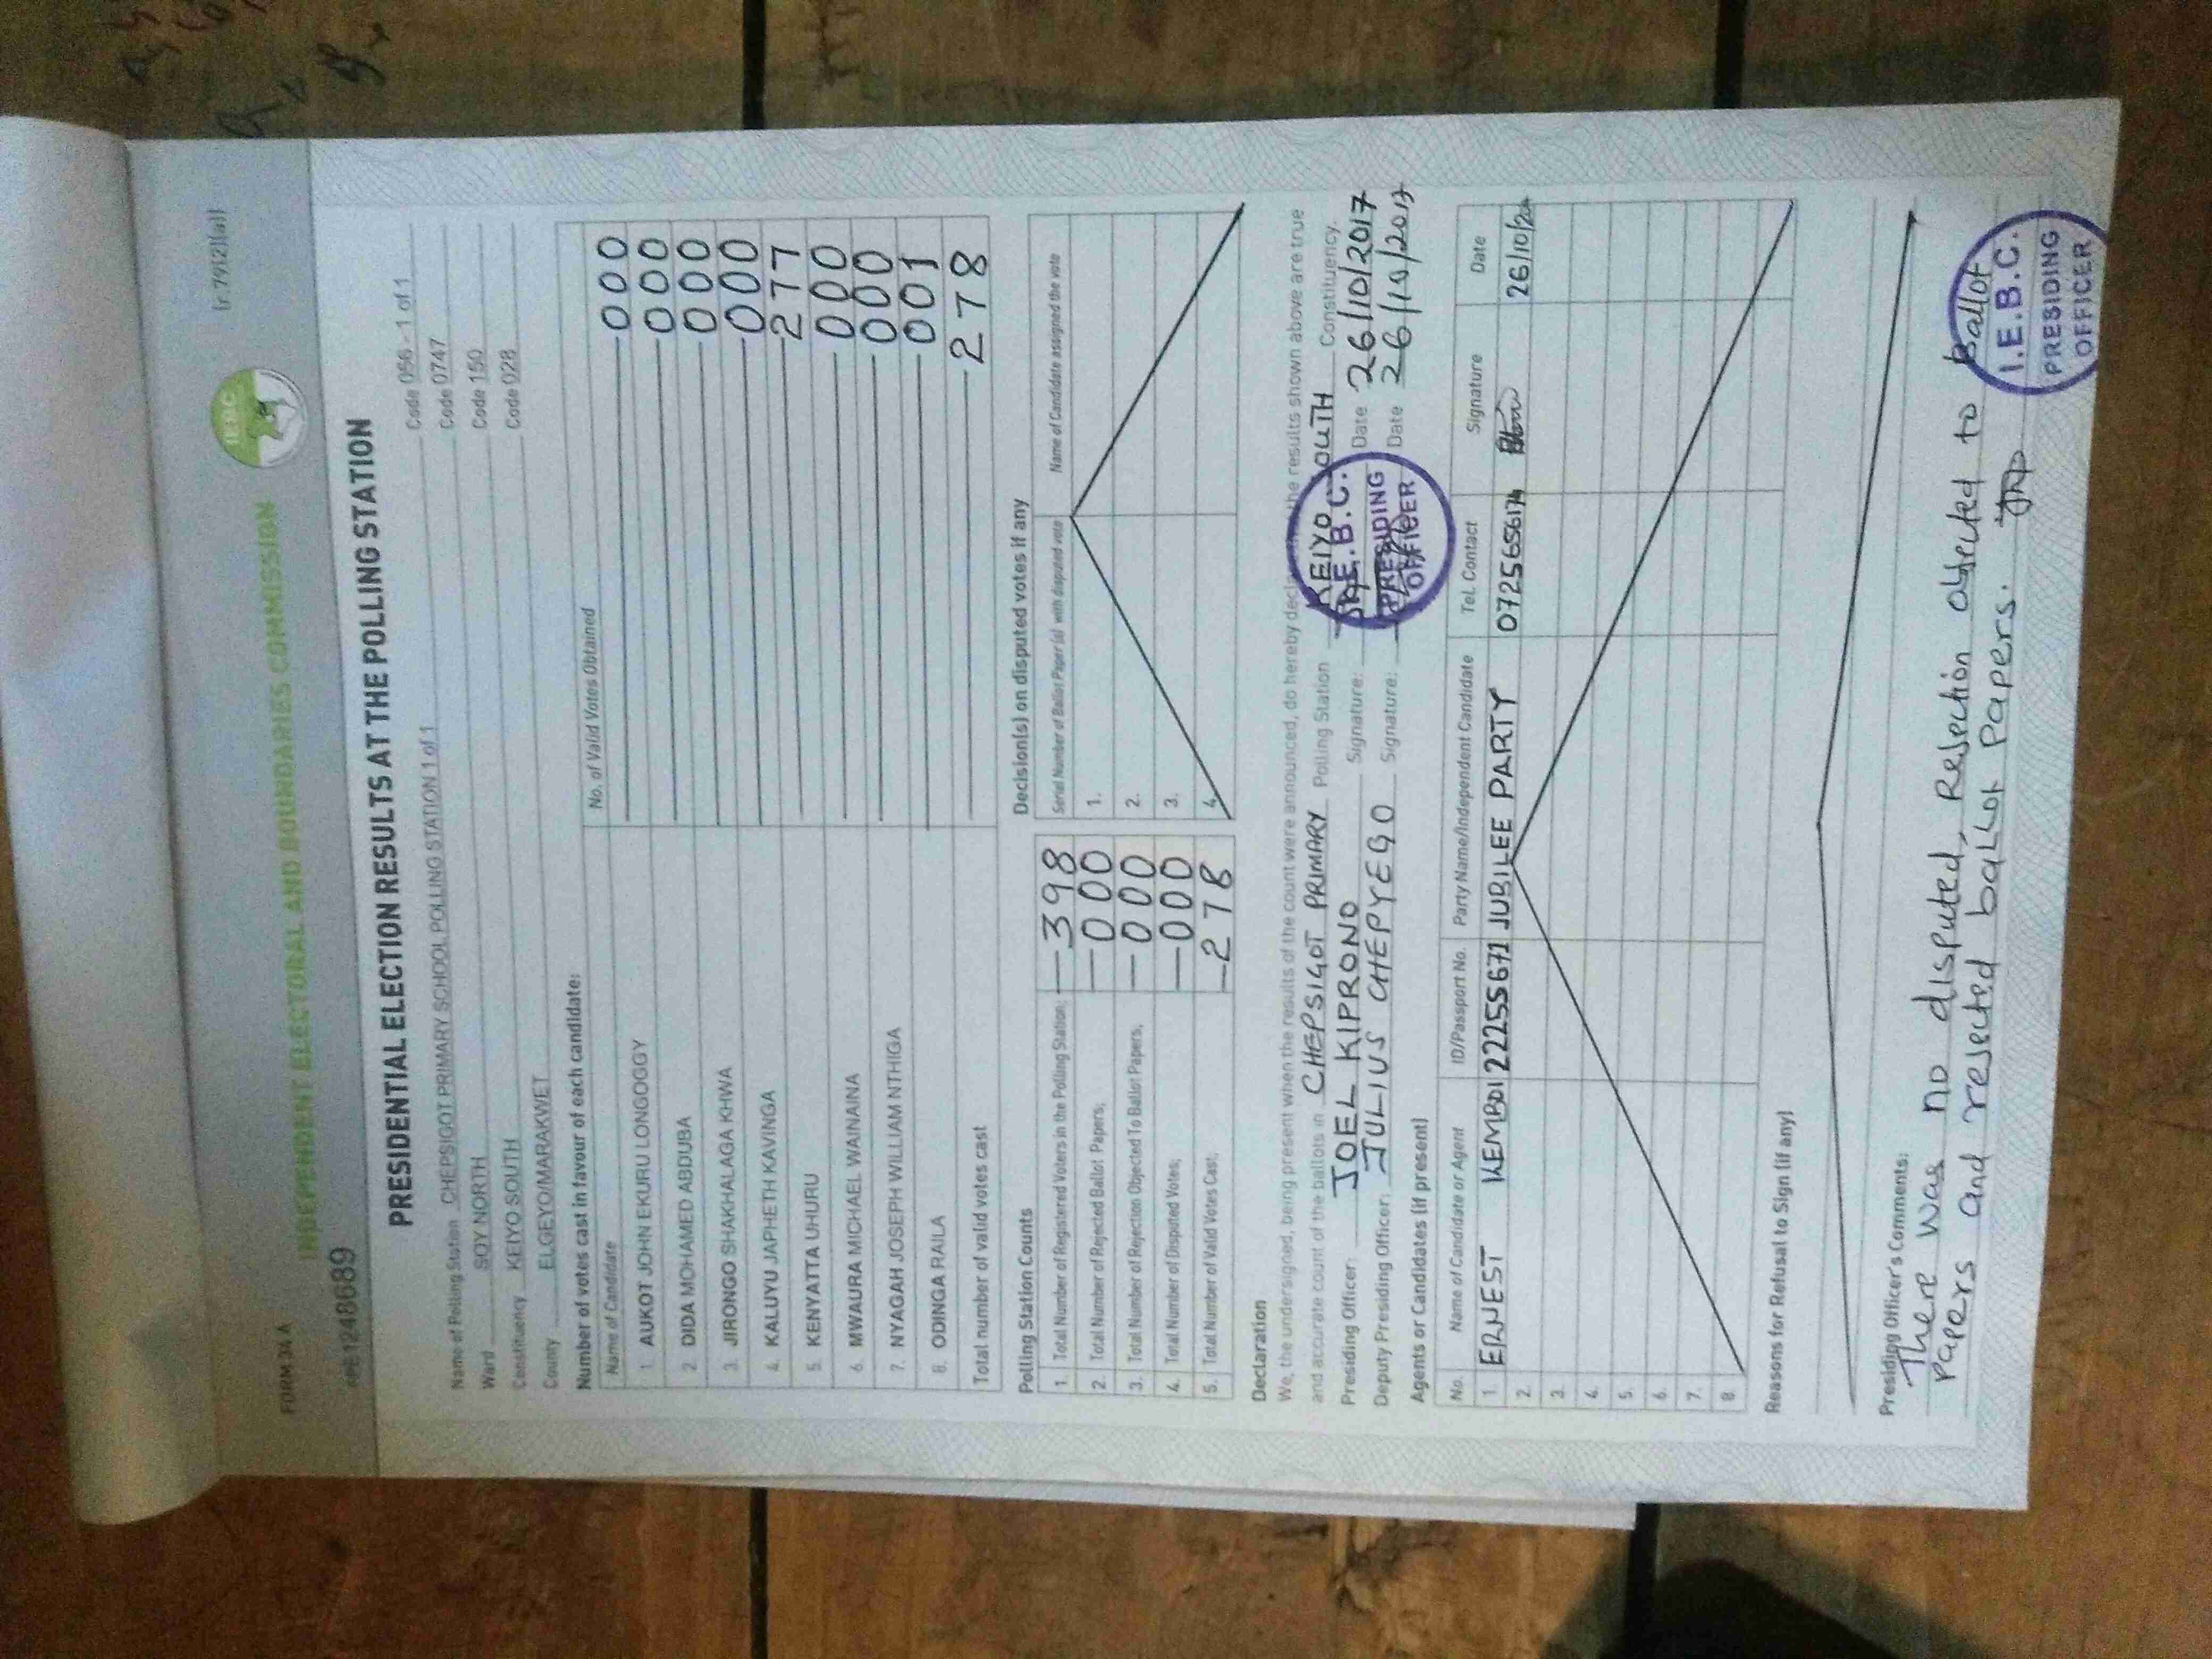 FORM 34 A
(r.79(2)(a))
INDEPENDENT ELECTORAL AND BOUNDARIES COMMISSION
IEBC
PRESIDENTIAL ELECTION RESULTS AT THE POLLING STATION
Name of Polling Station CHEPSIGOT PRIMARY SCHOOL POLLING STATION 1 of 1 Code 056 - 1 of 1
Ward SOY NORTH Code 0747
Constituency KEIYO SOUTH Code 150
County ELGEYO/MARAKWET Code 028
Number of votes cast in favour of each candidate:
Name of Candidate No. of Valid Votes Obtained
1. AUKOT JOHN EKURU LONGOGGY 000
2. DIDA MOHAMED ABDUBA 000
3. JIRONGO SHAKHALAGA KHWA 000
4. KALUYU JAPHETH KAVINGA 000
5. KENYATTA UHURU 277
6. MWAURA MICHAEL WAINAINA 000
7. NYAGAH JOSEPH WILLIAM NTHIGA 000
8. ODINGA RAILA 001
Total number of valid votes cast 278
Polling Station Counts
1. Total Number of Registered Voters in the Polling Station; 398
2. Total Number of Rejected Ballot Papers; 000
3. Total Number of Rejection Objected To Ballot Papers; 000
4. Total Number of Disputed Votes; 000
5. Total Number of Valid Votes Cast; 278
Decision(s) on disputed votes if any
Serial Number of Ballot Paper (s) with disputed vote Name of Candidate assigned the vote
1.
2.
3.
4.
Declaration
We, the undersigned, being present when the results of the count were announced, do hereby declare the results shown above are true
and accurate count of the ballots in CHEPSIGOT PRIMARY Polling Station KEIYO SOUTH Constituency.
Presiding Officer: JOEL KIPRONO Signature: Date 26/10/2017
Deputy Presiding Officer: JULIUS CHEPYEGO Signature: Date 26/10/2017
I.E.B.C.
PRESIDING
OFFICER
Agents or Candidates (if present)
No. Name of Candidate or Agent ID/Passport No. Party Name/Independent Candidate Tel. Contact Signature Date
1. ERNEST KEMBOI 22255671 JUBILEE PARTY 0725656174 26/10/20
2.
3.
4.
5.
6.
7.
8.
Reasons for Refusal to Sign (if any)
Presiding Officer's Comments:
There was no disputed, Rejection objected to ballot
Papers and rejected ballot Papers.
I.E.B.C.
PRESIDING
OFFICER